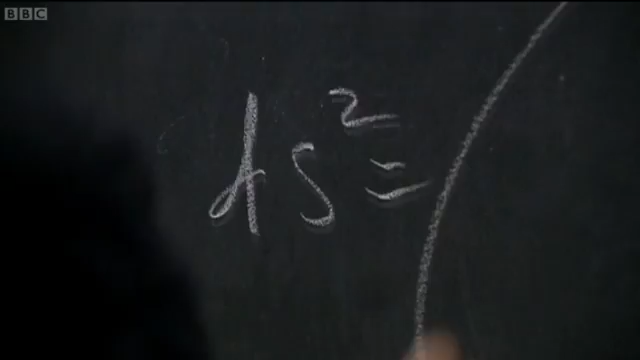 BBC
ds² = (